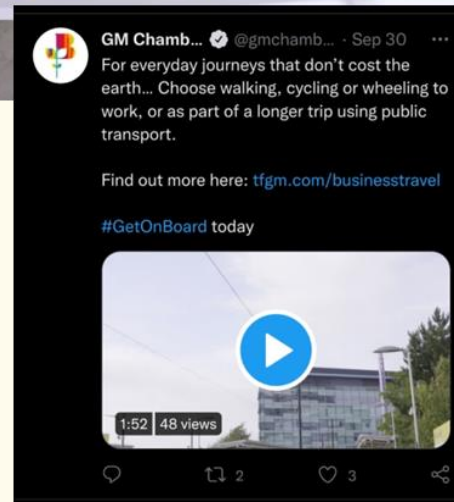 GM Chamb... @gmchamb... · Sep 30 ...
For everyday journeys that don't cost the
earth... Choose walking, cycling or wheeling to
work, or as part of a longer trip using public
transport.
Find out more here: tfgm.com/businesstravel
#GetOnBoard today
1:52 48 views
2 3